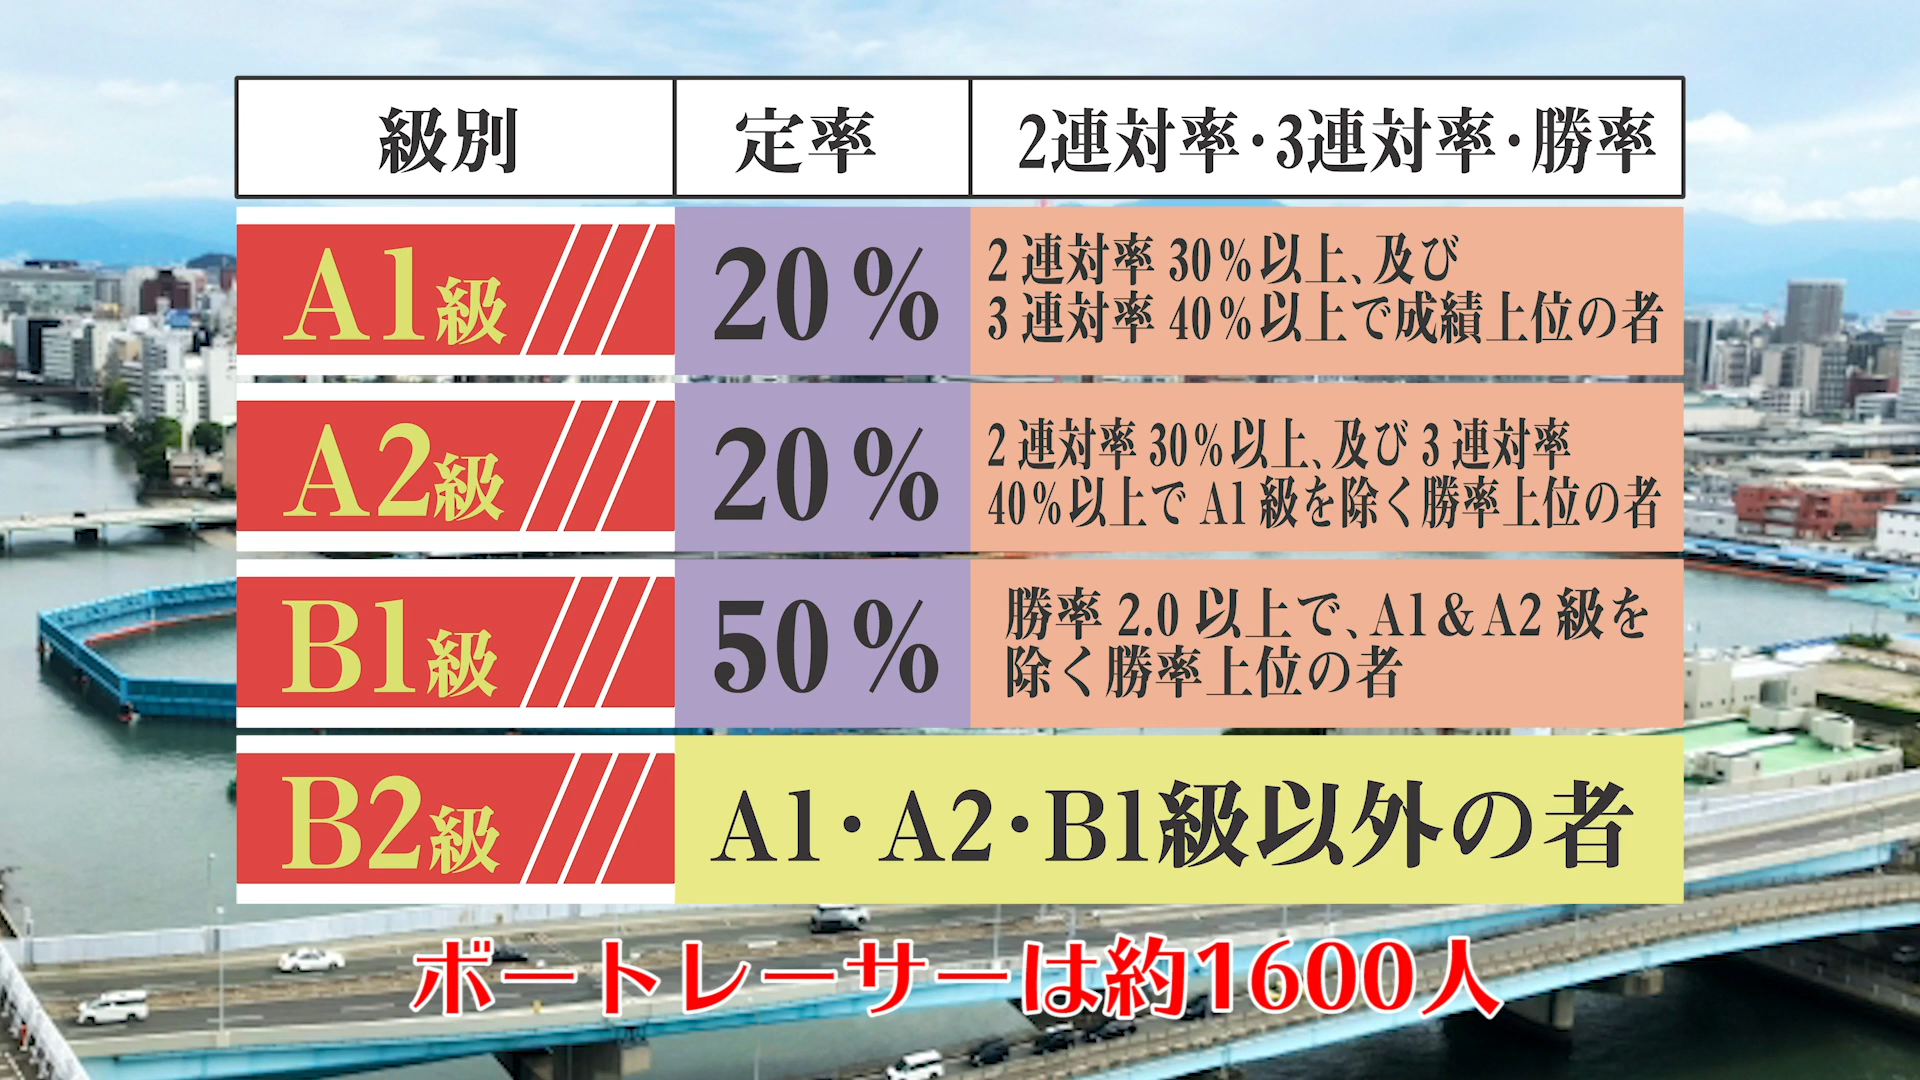 級別 定率 2連対率・3連対率・勝率
A1級 20% 2連対率30%以上、及び
3連対率40%以上で成績上位の者
A2級 20% 2連対率30%以上、及び3連対率
40%以上でA1級を除く勝率上位の者
B1級 50% 勝率2.0以上で、A1&A2級を
除く勝率上位の者
B2級 A1・A2・B1級以外の者
ボートレーサーは約1600人